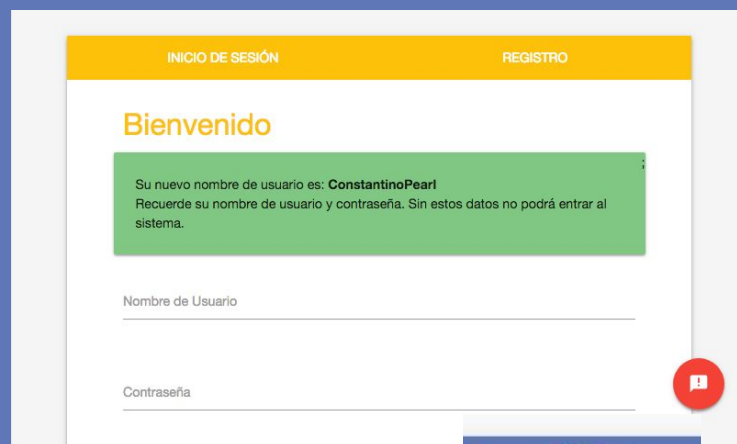 INICIO DE SESIÓN REGISTRO
Bienvenido
;
Su nuevo nombre de usuario es: ConstantinoPearl
Recuerde su nombre de usuario y contraseña. Sin estos datos no podrá entrar al
sistema.
Nombre de Usuario
Contraseña